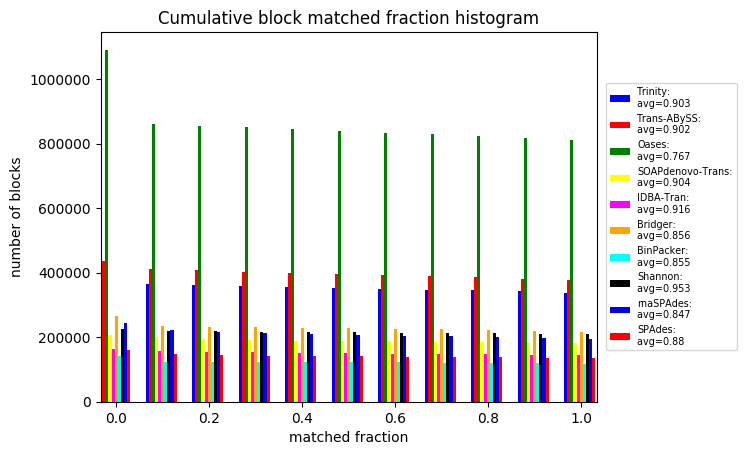 Cumulative block matched fraction histogram
number of blocks
1000000
800000
600000
400000
200000
0
0.0 0.2 0.4 0.6 0.8 1.0
matched fraction
Trinity:
avg=0.903
Trans-ABySS:
avg=0.902
Oases:
avg=0.767
SOAPdenovo-Trans:
avg=0.904
IDBA-Tran:
avg=0.916
Bridger:
avg=0.856
BinPacker:
avg=0.855
Shannon:
avg=0.953
rnaSPAdes:
avg=0.847
SPAdes:
avg=0.88